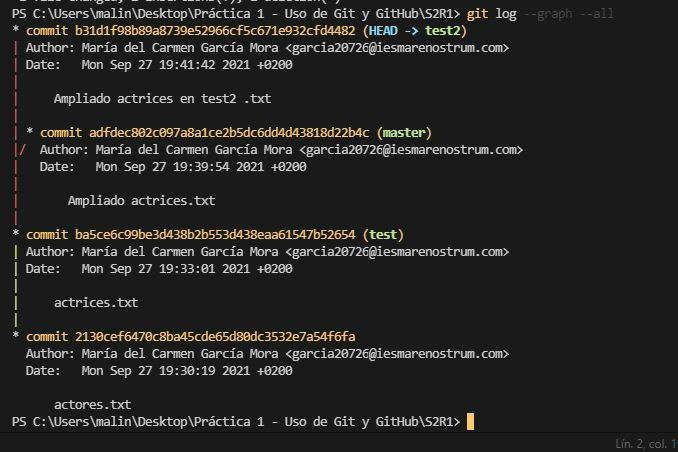 PS C:\Users\malin\Desktop\Práctica 1 - Uso de Git y GitHub\S2R1> git log --graph --all
* commit b31d1f98b89a8739e52966cf5c671e932cfd4482 (HEAD -> test2)
| Author: María del Carmen García Mora <garcia20726@iesmarenostrum.com>
| Date:   Mon Sep 27 19:41:42 2021 +0200
|
|     Ampliado actrices en test2 .txt
|
| * commit adfdec802c097a8a1ce2b5dc6dd4d43818d22b4c (master)
|/  Author: María del Carmen García Mora <garcia20726@iesmarenostrum.com>
|   Date:   Mon Sep 27 19:39:54 2021 +0200
|
|       Ampliado actrices.txt
|
* commit ba5ce6c99be3d438b2b553d438eaa61547b52654 (test)
| Author: María del Carmen García Mora <garcia20726@iesmarenostrum.com>
| Date:   Mon Sep 27 19:33:01 2021 +0200
|
|     actrices.txt
|
* commit 2130cef6470c8ba45cde65d80dc3532e7a54f6fa
  Author: María del Carmen García Mora <garcia20726@iesmarenostrum.com>
  Date:   Mon Sep 27 19:30:19 2021 +0200

      actores.txt
PS C:\Users\malin\Desktop\Práctica 1 - Uso de Git y GitHub\S2R1>
Lín. 2, col.